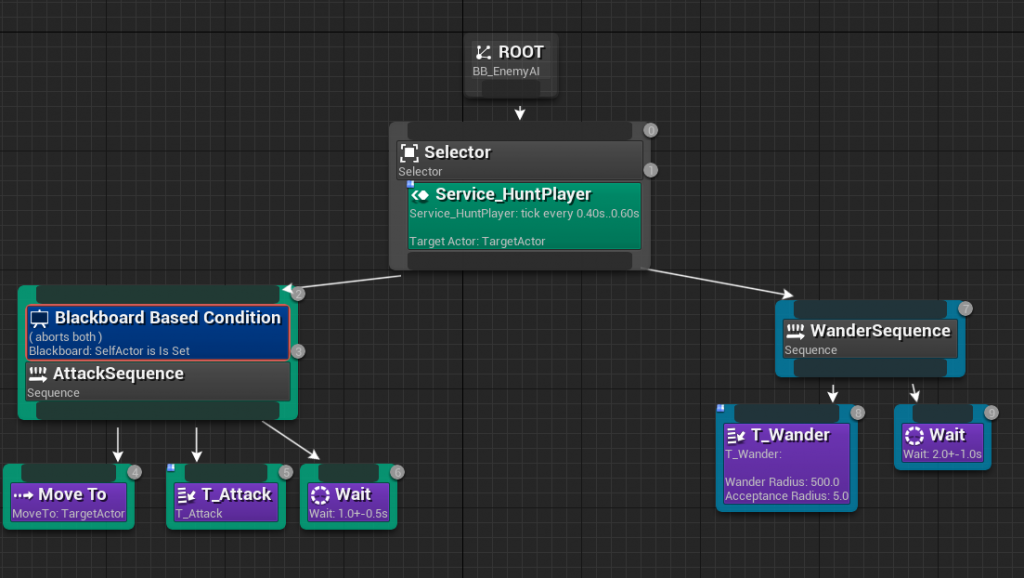 ROOT
BB_EnemyAI
0
Selector
Selector
1
Service_HuntPlayer
Service_HuntPlayer: tick every 0.40s..0.60s
Target Actor: TargetActor
2
Blackboard Based Condition
( aborts both )
Blackboard: SelfActor is Is Set
3
AttackSequence
Sequence
7
WanderSequence
Sequence
4
Move To
MoveTo: TargetActor
5
T_Attack
T_Attack
6
Wait
Wait: 1.0+-0.5s
8
T_Wander
T_Wander:
Wander Radius: 500.0
Acceptance Radius: 5.0
9
Wait
Wait: 2.0+-1.0s